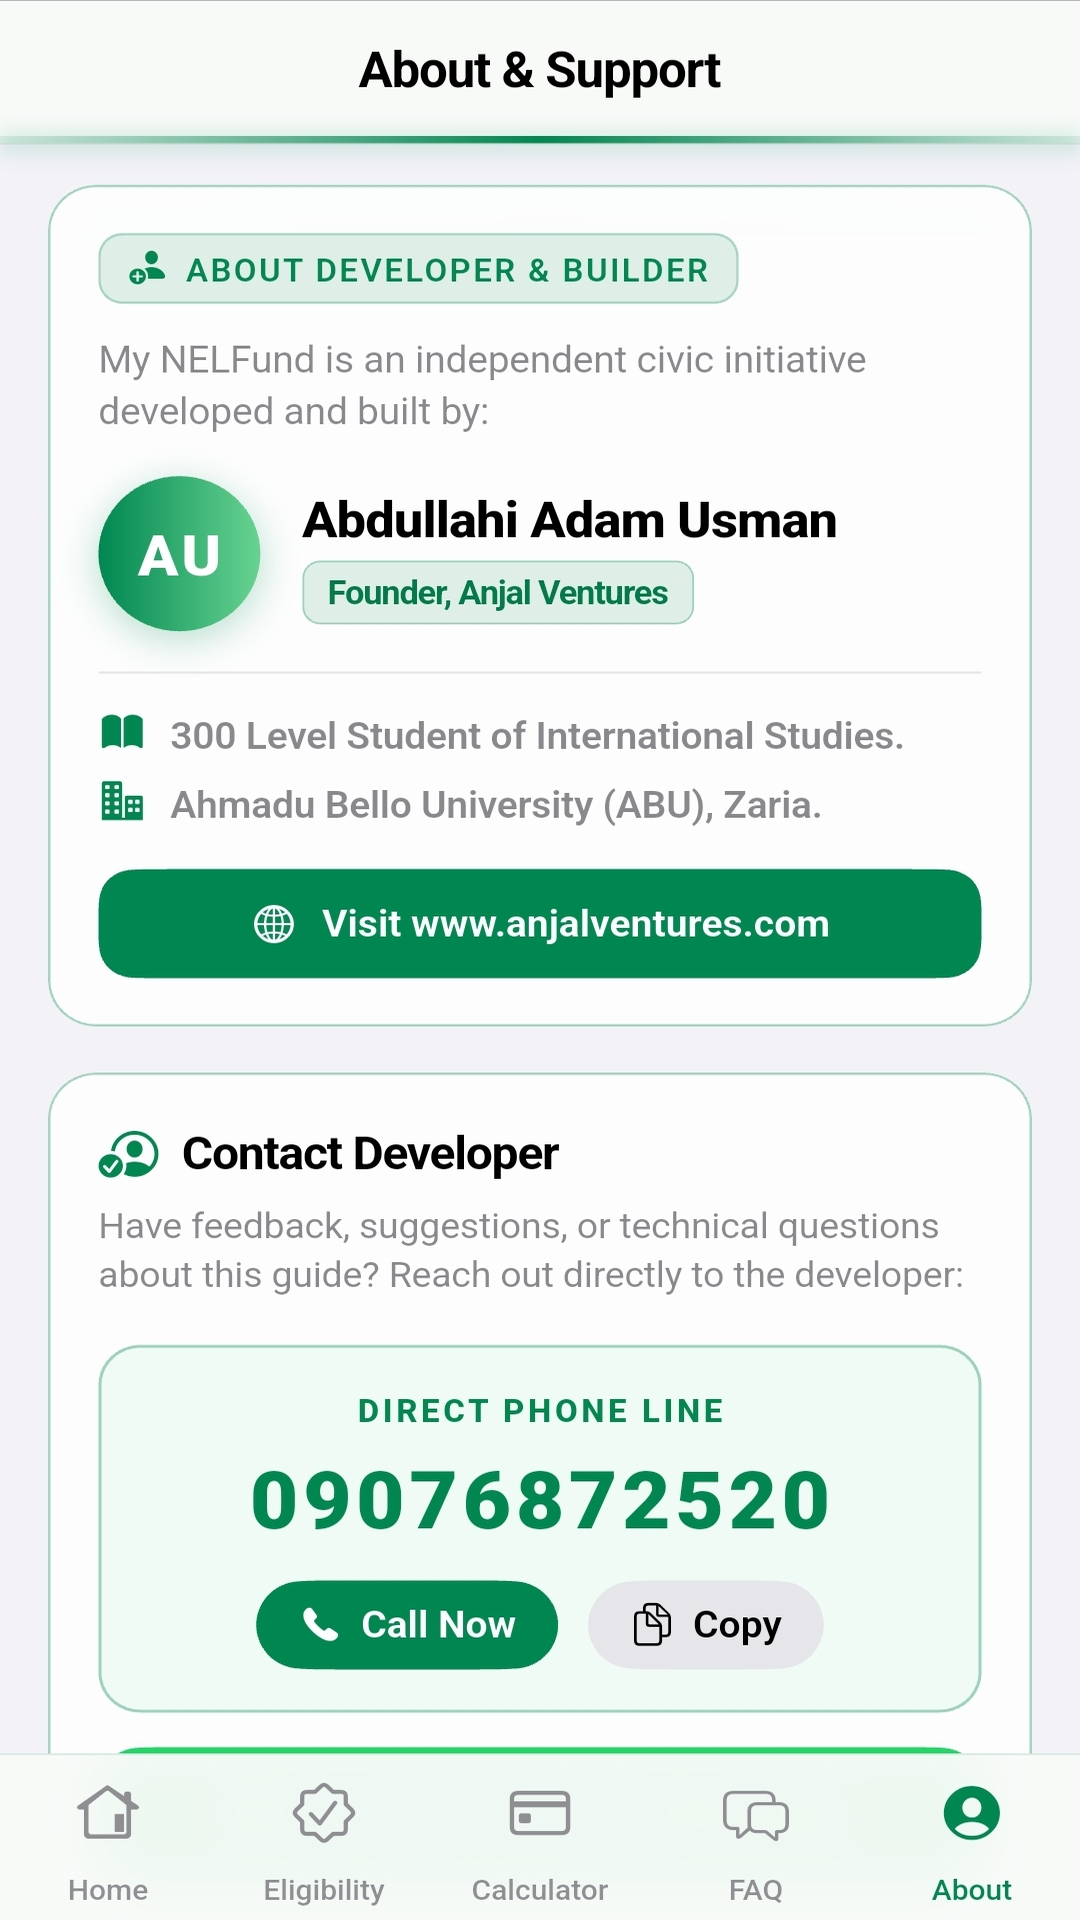 About & Support
ABOUT DEVELOPER & BUILDER
My NELFund is an independent civic initiative
developed and built by:
AU
Abdullahi Adam Usman
Founder, Anjal Ventures
300 Level Student of International Studies.
Ahmadu Bello University (ABU), Zaria.
Visit www.anjalventures.com
Contact Developer
Have feedback, suggestions, or technical questions
about this guide? Reach out directly to the developer:
DIRECT PHONE LINE
09076872520
Call Now
Copy
Home
Eligibility
Calculator
FAQ
About